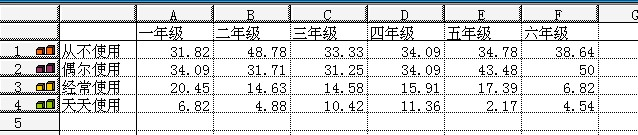 A B C D E F G
一年级 二年级 三年级 四年级 五年级 六年级
1 从不使用 31.82 48.78 33.33 34.09 34.78 38.64
2 偶尔使用 34.09 31.71 31.25 34.09 43.48 50
3 经常使用 20.45 14.63 14.58 15.91 17.39 6.82
4 天天使用 6.82 4.88 10.42 11.36 2.17 4.54
5